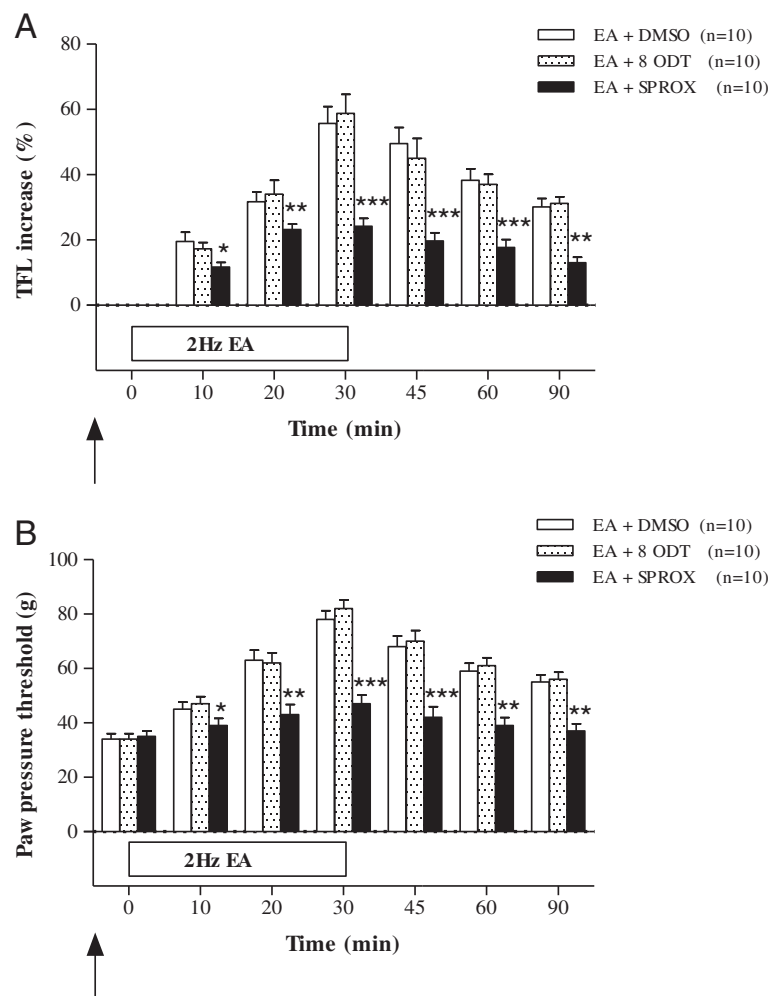 A
EA + DMSO (n=10)
EA + 8 ODT (n=10)
EA + SPROX (n=10)
TFL increase (%)
80
60
40
20
0
*
**
***
***
***
**
2Hz EA
0 10 20 30 45 60 90
Time (min)
B
EA + DMSO (n=10)
EA + 8 ODT (n=10)
EA + SPROX (n=10)
Paw pressure threshold (g)
100
80
60
40
20
0
*
**
***
***
**
**
2Hz EA
0 10 20 30 45 60 90
Time (min)